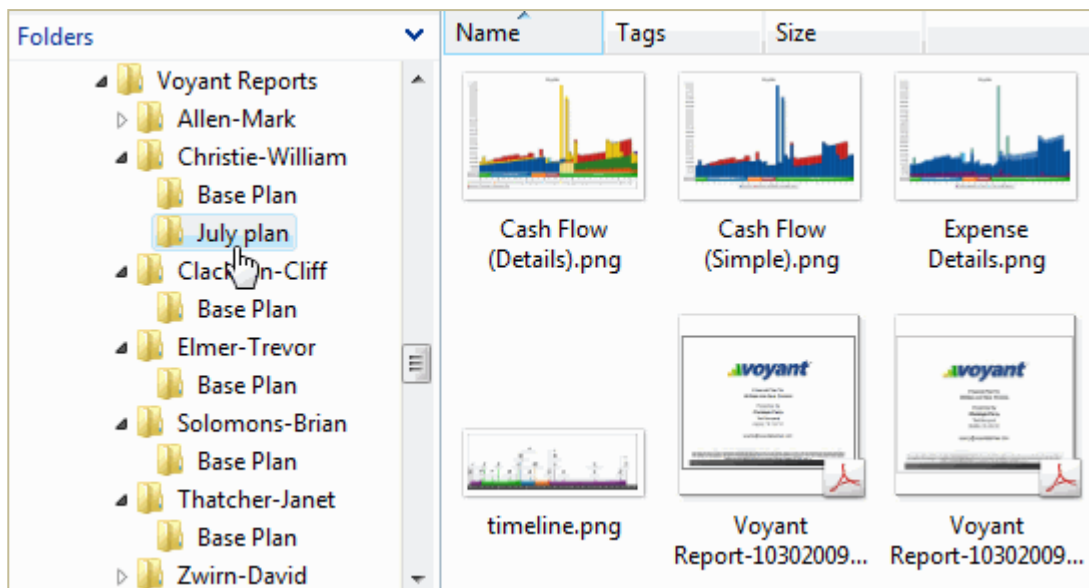 Folders
Voyant Reports
Allen-Mark
Christie-William
Base Plan
July plan
Elmer-Trevor
Base Plan
Base Plan
Solomons-Brian
Base Plan
Thatcher-Janet
Base Plan
Zwirn-David
Name
Tags
Size
Cash Flow
(Details).png
Cash Flow
(Simple).png
Expense
Details.png
voyant
voyant
timeline.png
Voyant
Report-10302009...
Voyant
Report-10302009...